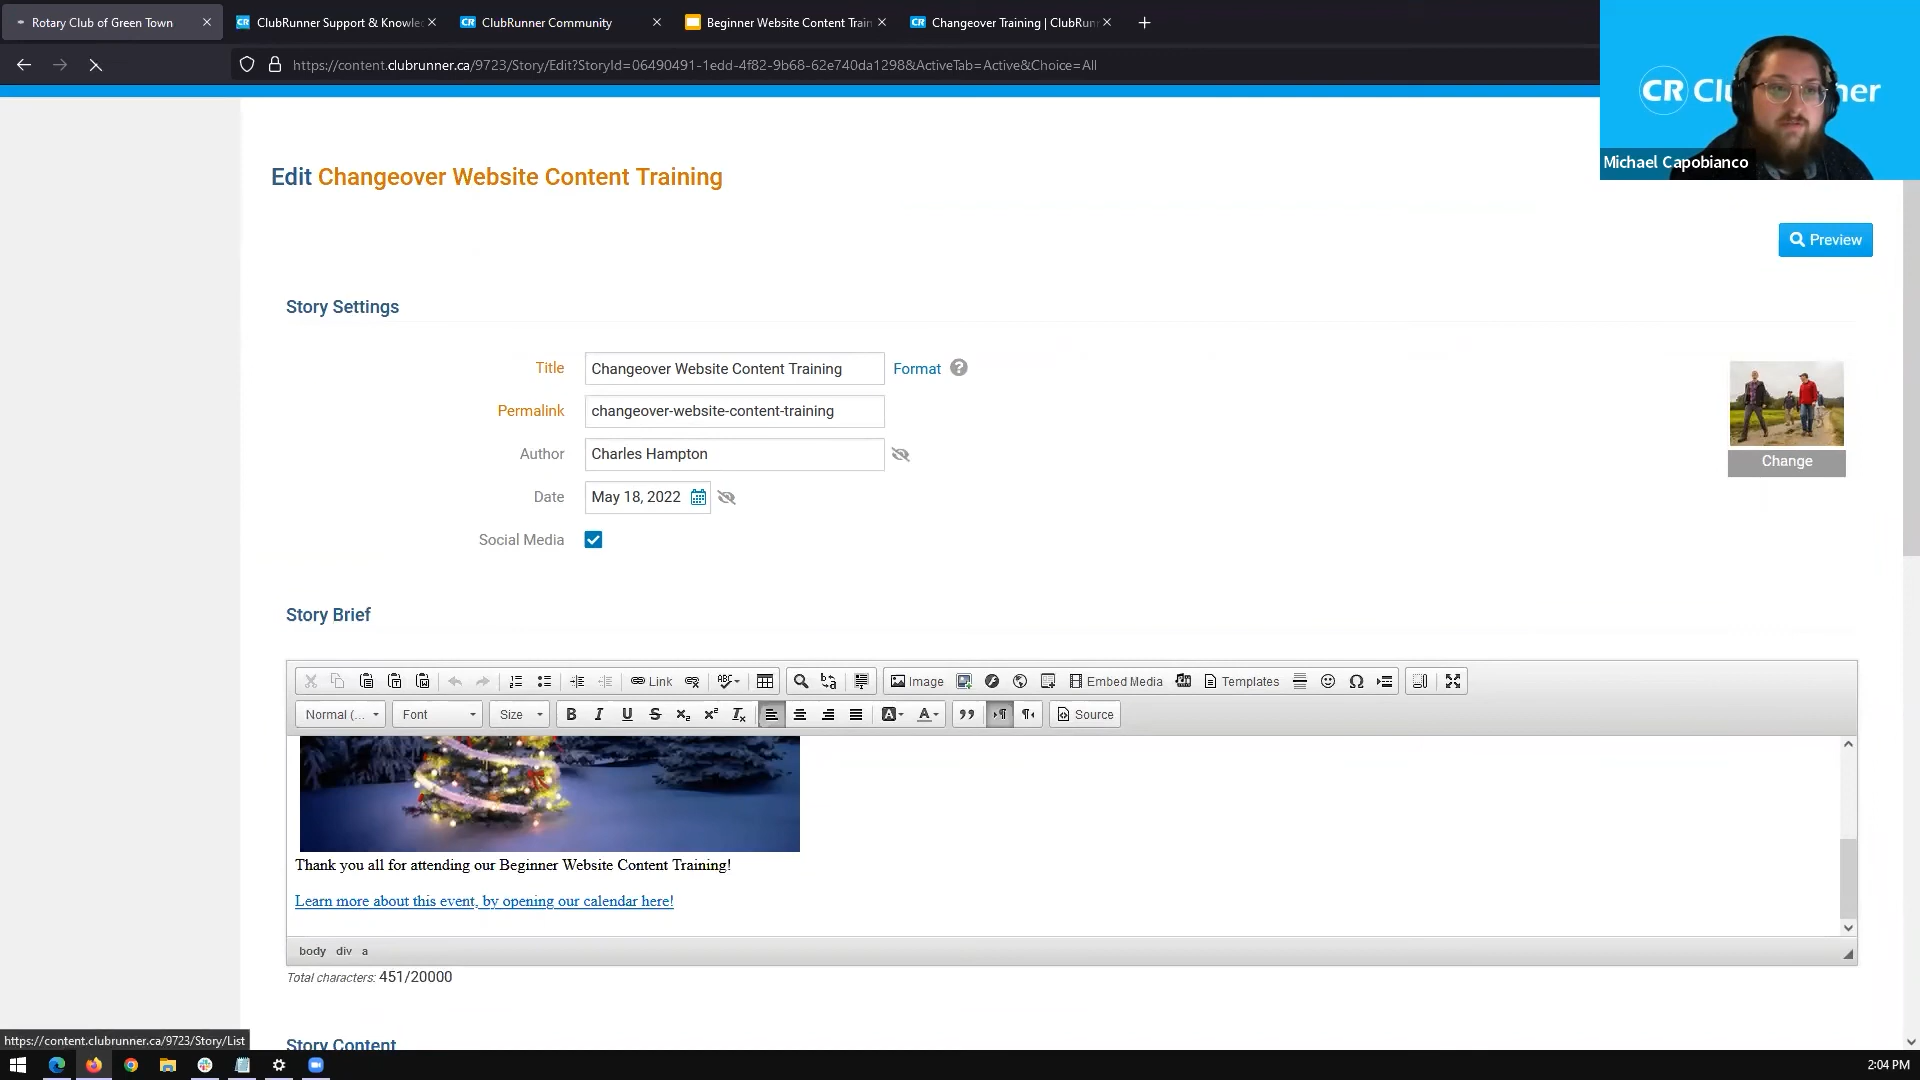 Rotary Club of Green Town
ClubRunner Support & Knowle
ClubRunner Community
Beginner Website Content Train
Changeover Training | ClubRun
https://content.clubrunner.ca/9723/Story/Edit?StoryId=06490491-1edd-4f82-9b68-62e740da1298&ActiveTab=Active&Choice=All
CR
Michael Capobianco
Edit Changeover Website Content Training
Preview
Story Settings
Title Changeover Website Content Training Format ?
Permalink changeover-website-content-training
Author Charles Hampton
Date May 18, 2022
Social Media
Change
Story Brief
Link ABC Image Embed Media Templates
Normal (... Font Size B I U S x₂ x² Tx A A Source
Thank you all for attending our Beginner Website Content Training!
Learn more about this event, by opening our calendar here!
body div a
Total characters: 451/20000
Story Content
https://content.clubrunner.ca/9723/Story/List
2:04 PM